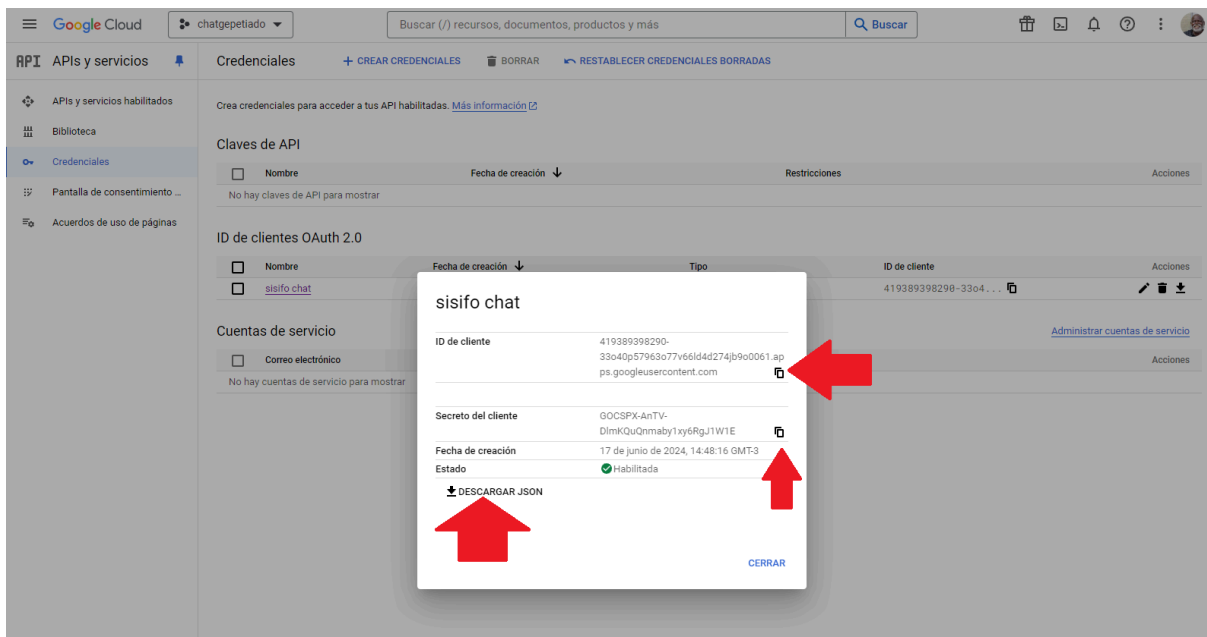 Google Cloud
chatgepetiado
Buscar (/) recursos, documentos, productos y más
Buscar
API APIs y servicios
Credenciales
+ CREAR CREDENCIALES
BORRAR
RESTABLECER CREDENCIALES BORRADAS
APIs y servicios habilitados
Biblioteca
Credenciales
Pantalla de consentimiento ...
Acuerdos de uso de páginas
Crea credenciales para acceder a tus API habilitadas. Más información
Claves de API
Nombre Fecha de creación Restricciones Acciones
No hay claves de API para mostrar
ID de clientes OAuth 2.0
Nombre Fecha de creación Tipo ID de cliente Acciones
sisifo chat 419389398290-33o4...
Cuentas de servicio
Administrar cuentas de servicio
Correo electrónico Acciones
No hay cuentas de servicio para mostrar
sisifo chat
ID de cliente 419389398290-
33o40p57963o77v66ld4d274jb9o0061.ap
ps.googleusercontent.com
Secreto del cliente GOCSPX-AnTV-
DlmKQuQnmaby1xy6RgJ1W1E
Fecha de creación 17 de junio de 2024, 14:48:16 GMT-3
Estado Habilitada
DESCARGAR JSON
CERRAR